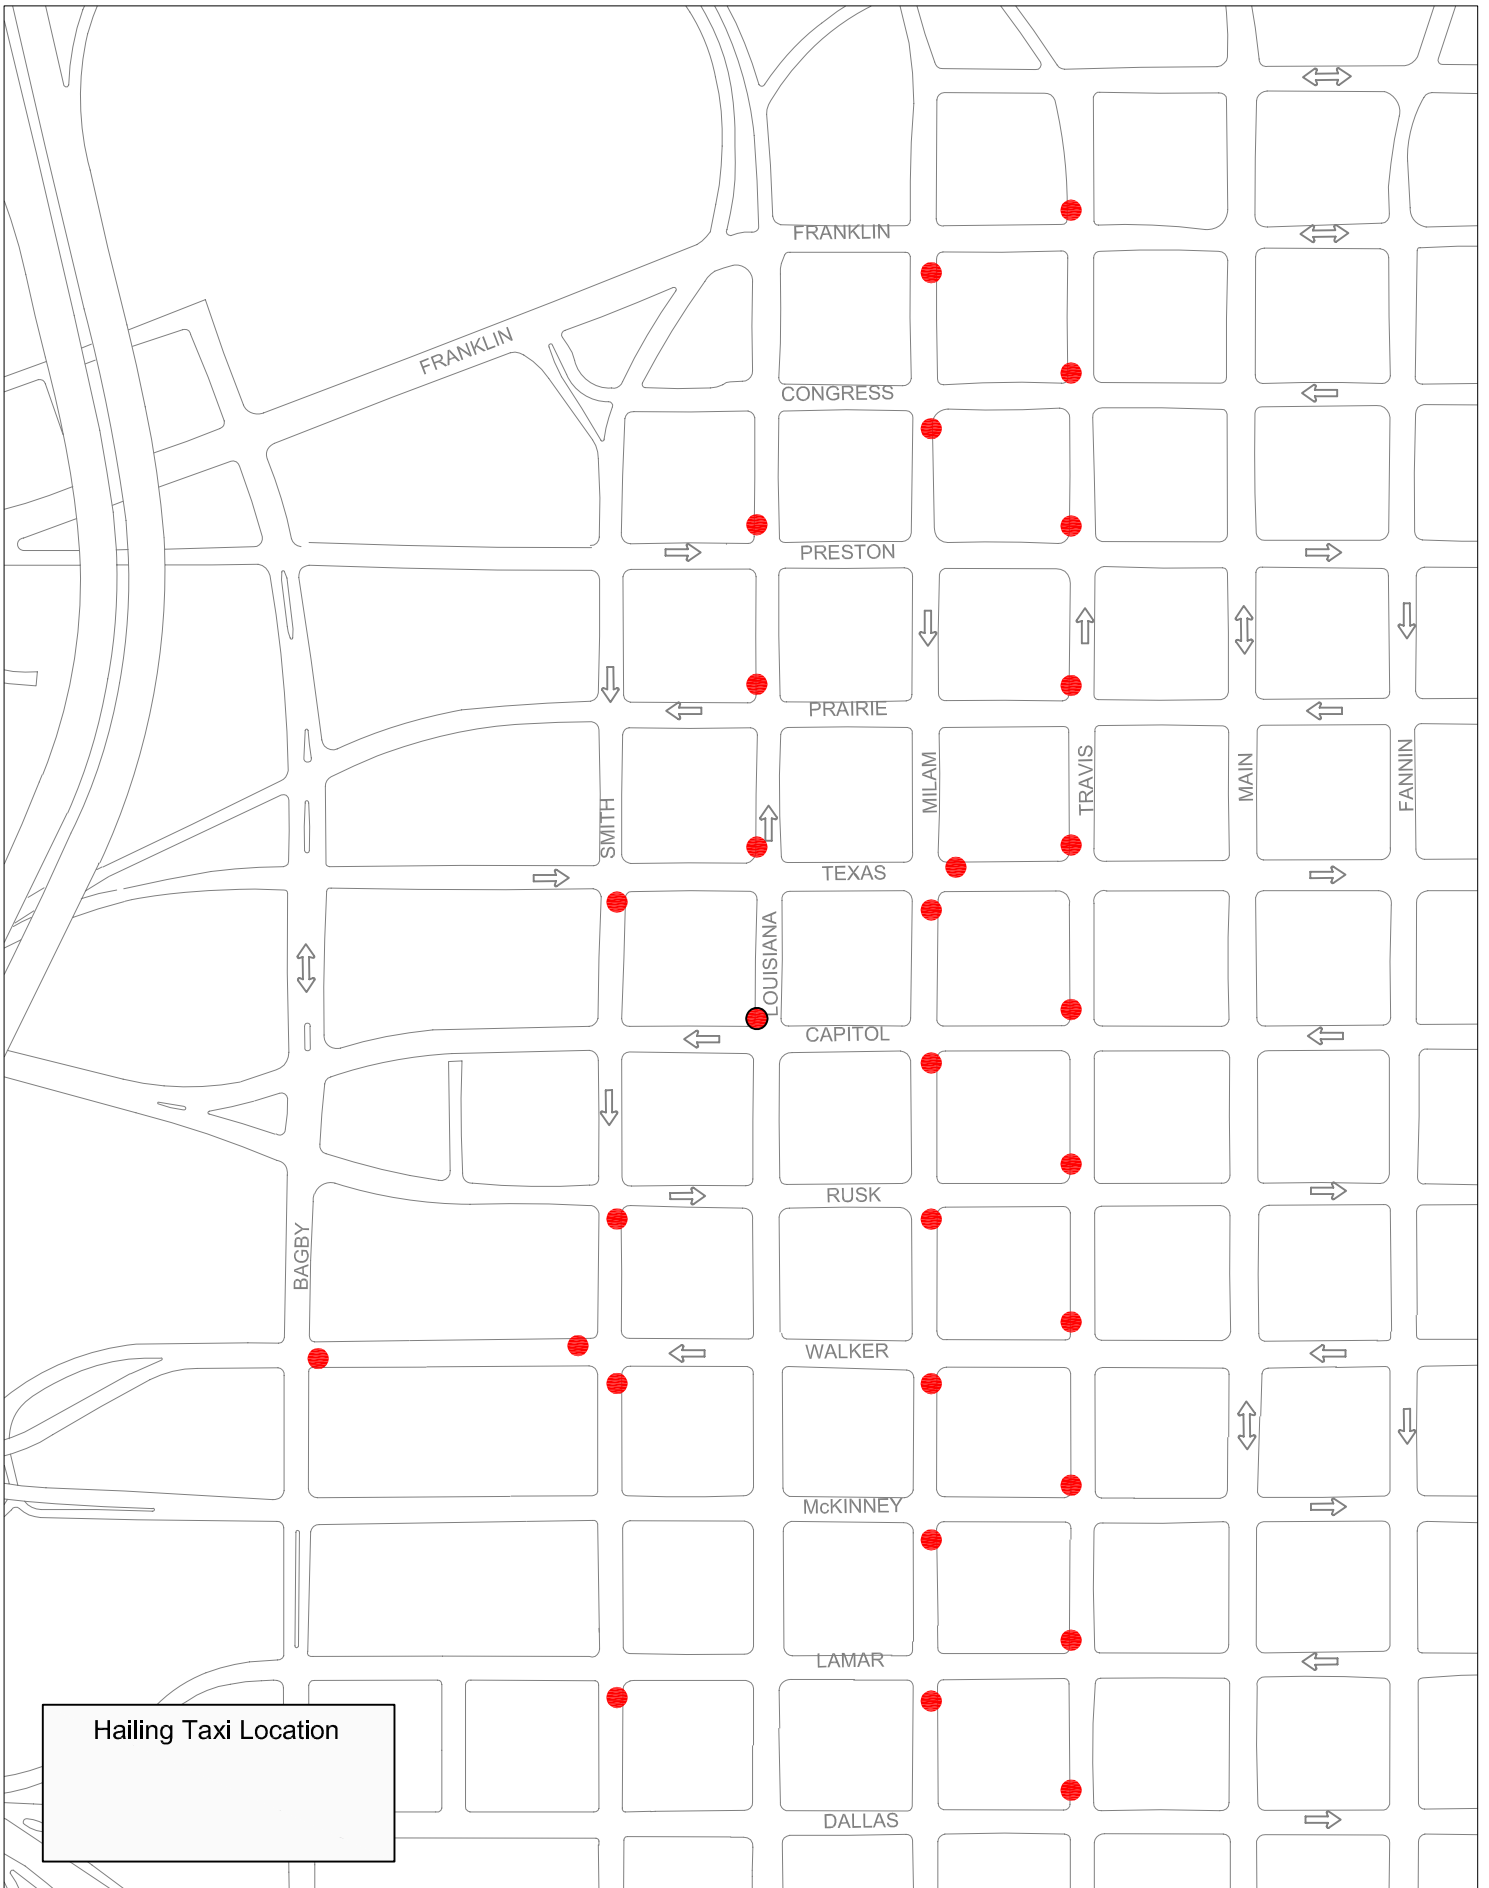 FRANKLIN
FRANKLIN
CONGRESS
PRESTON
PRAIRIE
MILAM
TRAVIS
MAIN
FANNIN
SMITH
TEXAS
LOUISIANA
CAPITOL
RUSK
BAGBY
WALKER
McKINNEY
LAMAR
Hailing Taxi Location
DALLAS